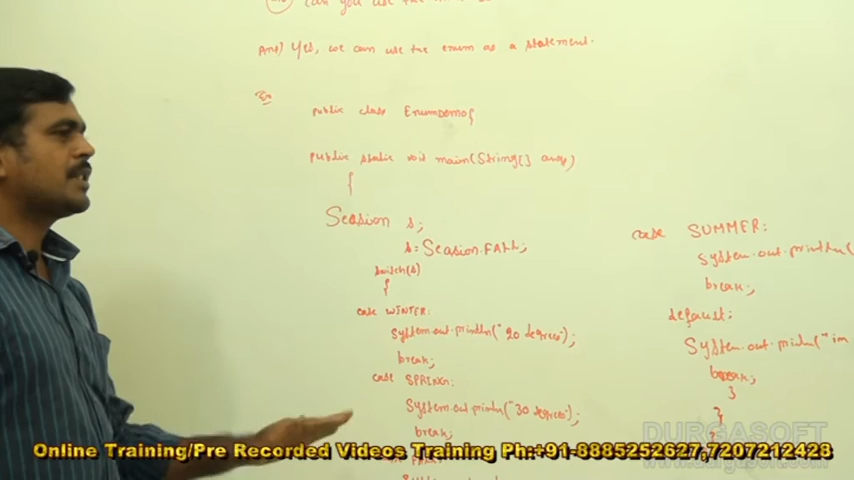 can you use the
Ans) Yes, we can use the enum as a statement.
Ex
public class EnumDemo{
public static void main(String[] args)
{
Seasion s;
s=Seasion.FALL;
switch(s)
{
case WINTER:
System.out.println("20 degrees");
break;
case SPRING:
System.out.println("30 degrees");
break;
case SUMMER:
System.out.println(
break;
default:
System.out.println("im
break;
}
}
DURGASOFT
Online Training/Pre Recorded Videos Training Ph:+91-8885252627,7207212428